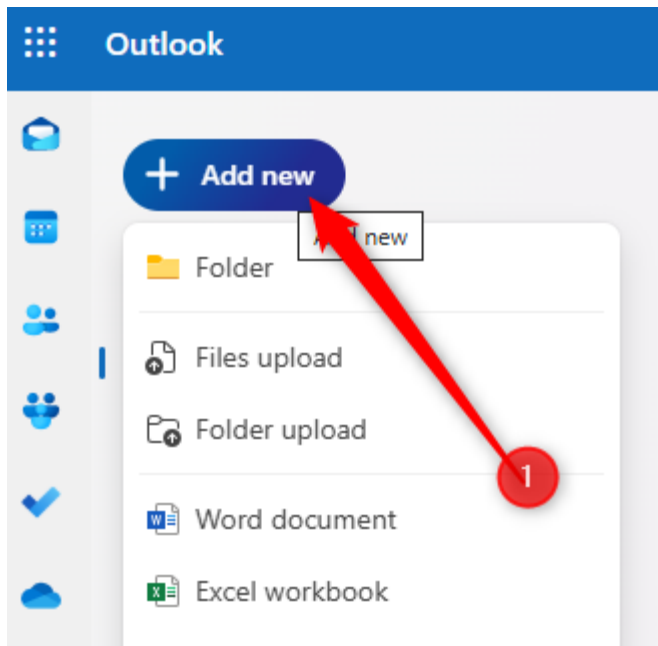 Outlook
Add new
Add new
Folder
Files upload
Folder upload
1
Word document
Excel workbook